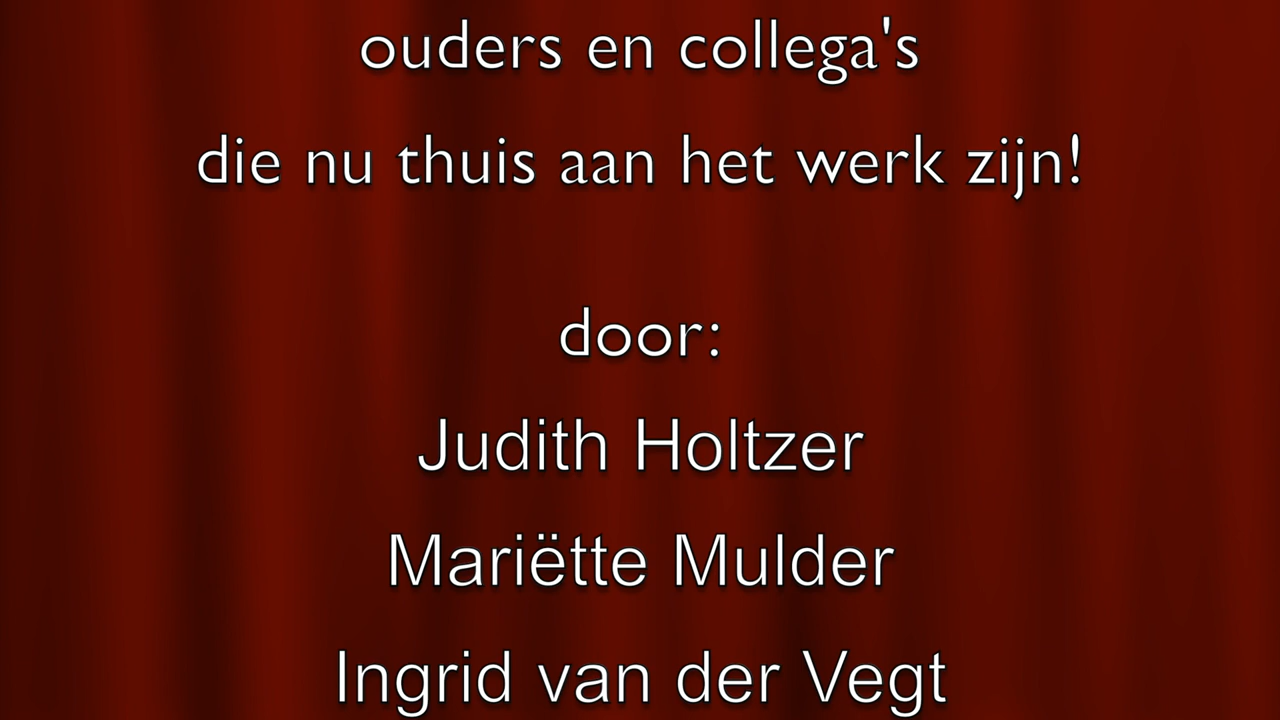 ouders en collega's
die nu thuis aan het werk zijn!
door:
Judith Holtzer
Mariëtte Mulder
Ingrid van der Vegt